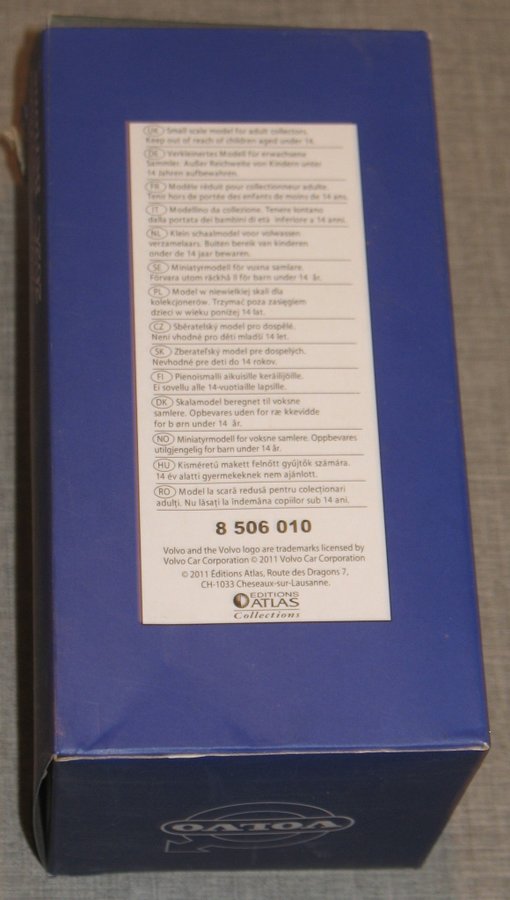 UK Small scale model for adult collectors.
Keep out of reach of children aged under 14.
DE Verkleinertes Modell für erwachsene
Sammler. Außer Reichweite von Kindern unter
14 Jahren aufbewahren.
FR Modèle réduit pour collectionneur adulte.
Tenir hors de portée des enfants de moins de 14 ans.
IT Modellino da collezione. Tenere lontano
dalla portata dei bambini di età inferiore a 14 anni.
NL Klein schaalmodel voor volwassen
verzamelaars. Buiten bereik van kinderen
onder de 14 jaar bewaren.
SE Miniatyrmodell för vuxna samlare.
Förvara utom räckhå ll för barn under 14 år.
PL Model w niewielkiej skali dla
kolekcjonerów. Trzymać poza zasięgiem
dzieci w wieku poniżej 14 lat.
CZ Sběratelský model pro dospělé.
Není vhodné pro děti mladší 14 let.
SK Zberateľský model pre dospelých.
Nevhodné pre deti do 14 rokov.
FI Pienoismalli aikuisille keräilijöille.
Ei sovellu alle 14-vuotiaille lapsille.
DK Skalamodel beregnet til voksne
samlere. Opbevares uden for ræ kkevidde
for b ørn under 14 år.
NO Miniatyrmodell for voksne samlere. Oppbevares
utilgjengelig for barn under 14 år.
HU Kisméretű makett felnőtt gyűjtők számára.
14 év alatti gyermekeknek nem ajánlott.
RO Model la scară redusă pentru colecționari
adulți. Nu lăsați la îndemâna copiilor sub 14 ani.
8 506 010
Volvo and the Volvo logo are trademarks licensed by
Volvo Car Corporation © 2011 Volvo Car Corporation
© 2011 Éditions Atlas, Route des Dragons 7,
CH-1033 Cheseaux-sur-Lausanne.
EDITIONS
ATLAS
Collections
VOLVO